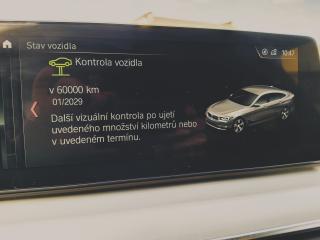 Stav vozidla
10:47
Kontrola vozidla
v 60000 km
01/2029
Další vizuální kontrola po ujetí
uvedeného množství kilometrů nebo
v uvedeném termínu.